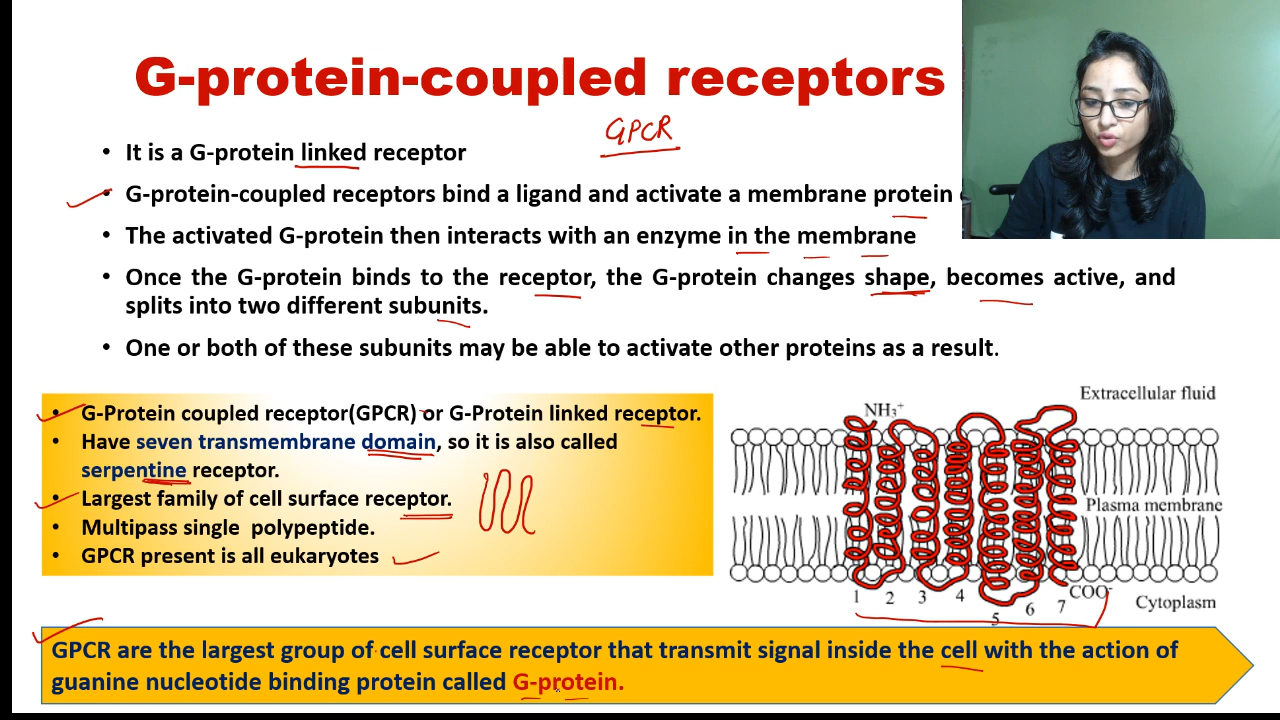 G-protein-coupled receptors
GPCR
• It is a G-protein linked receptor
• G-protein-coupled receptors bind a ligand and activate a membrane protein
• The activated G-protein then interacts with an enzyme in the membrane
• Once the G-protein binds to the receptor, the G-protein changes shape, becomes active, and
splits into two different subunits.
• One or both of these subunits may be able to activate other proteins as a result.
• G-Protein coupled receptor(GPCR) or G-Protein linked receptor.
• Have seven transmembrane domain, so it is also called
serpentine receptor.
• Largest family of cell surface receptor.
• Multipass single polypeptide.
• GPCR present is all eukaryotes
Extracellular fluid
NH₃⁺
Plasma membrane
COO⁻
1 2 3 4 5 6 7
Cytoplasm
GPCR are the largest group of cell surface receptor that transmit signal inside the cell with the action of
guanine nucleotide binding protein called G-protein.